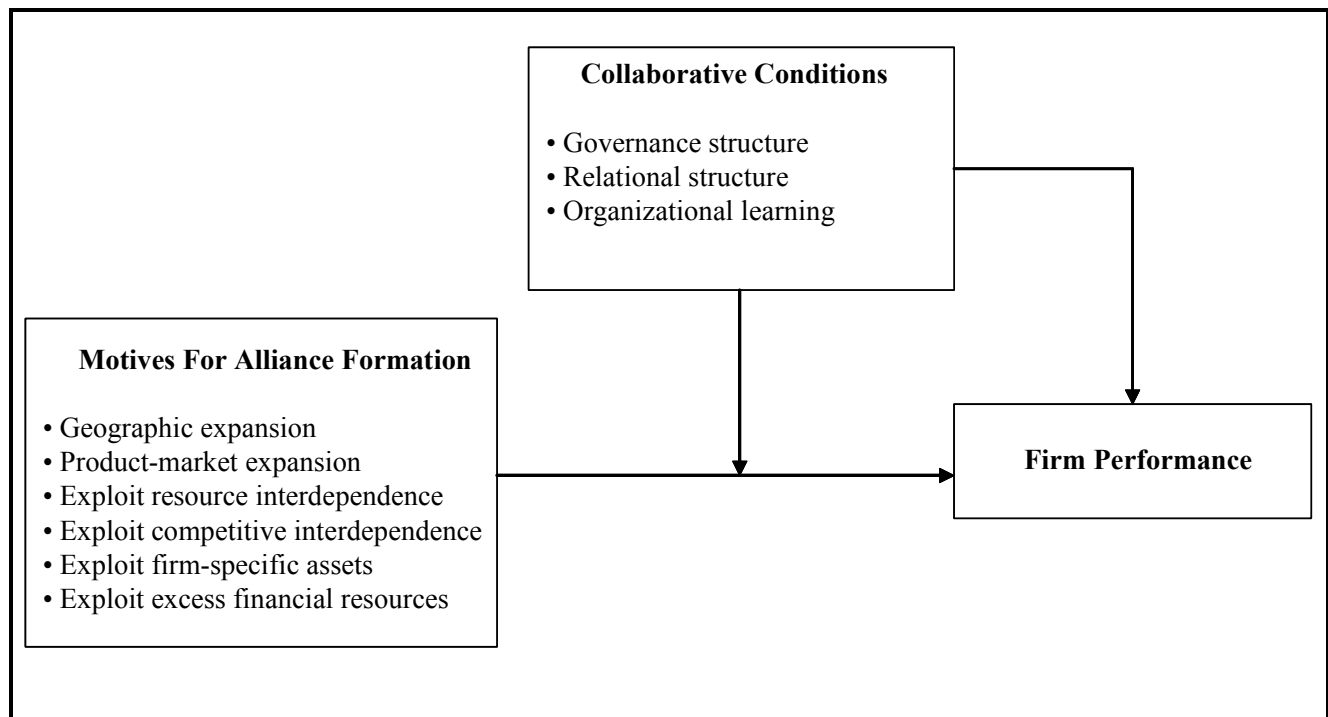 Collaborative Conditions
• Governance structure
• Relational structure
• Organizational learning
Motives For Alliance Formation
• Geographic expansion
• Product-market expansion
• Exploit resource interdependence
• Exploit competitive interdependence
• Exploit firm-specific assets
• Exploit excess financial resources
Firm Performance